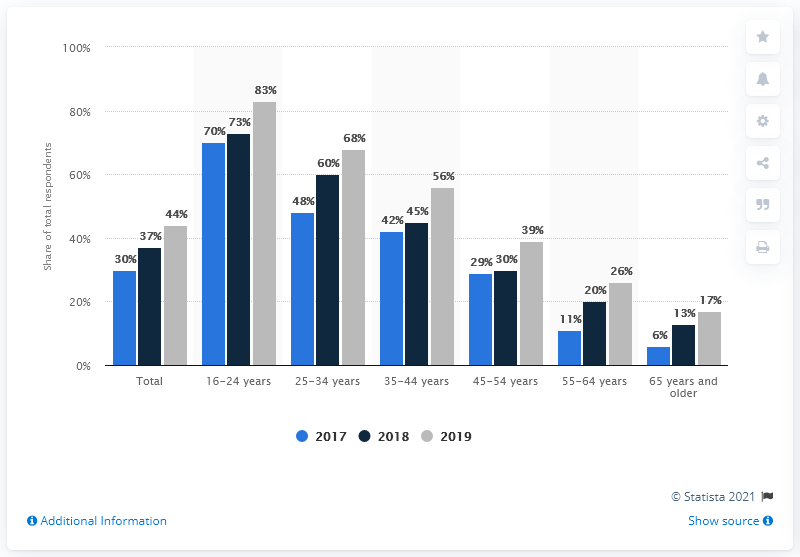 100%
80%
60%
40%
20%
0%
Share of total respondents
30% 37% 44%
70% 73% 83%
48% 60% 68%
42% 45% 56%
29% 30% 39%
11% 20% 26%
6% 13% 17%
Total 16-24 years 25-34 years 35-44 years 45-54 years 55-64 years 65 years and
older
2017 2018 2019
© Statista 2021
Additional Information Show source